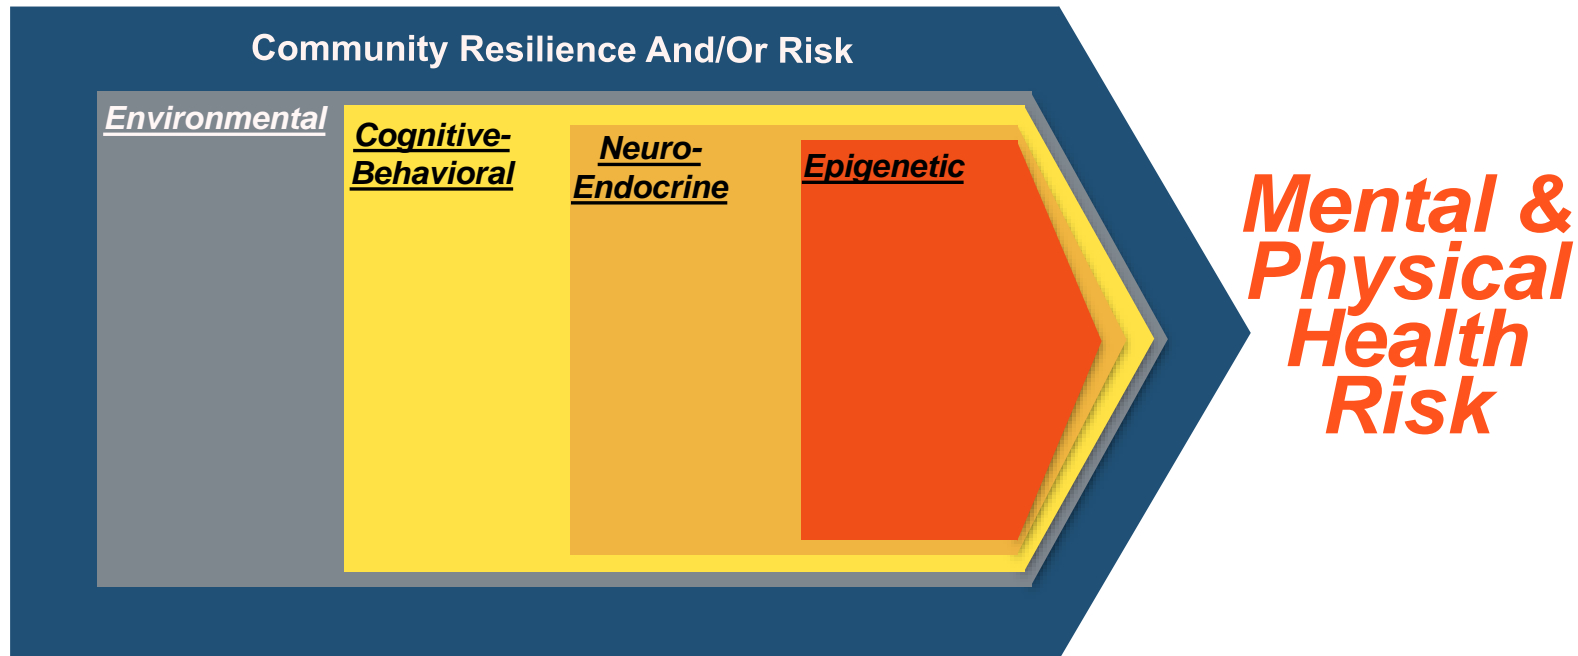 Community Resilience And/Or Risk
Environmental
Cognitive-
Behavioral
Neuro-
Endocrine
Epigenetic
Mental &
Physical
Health
Risk